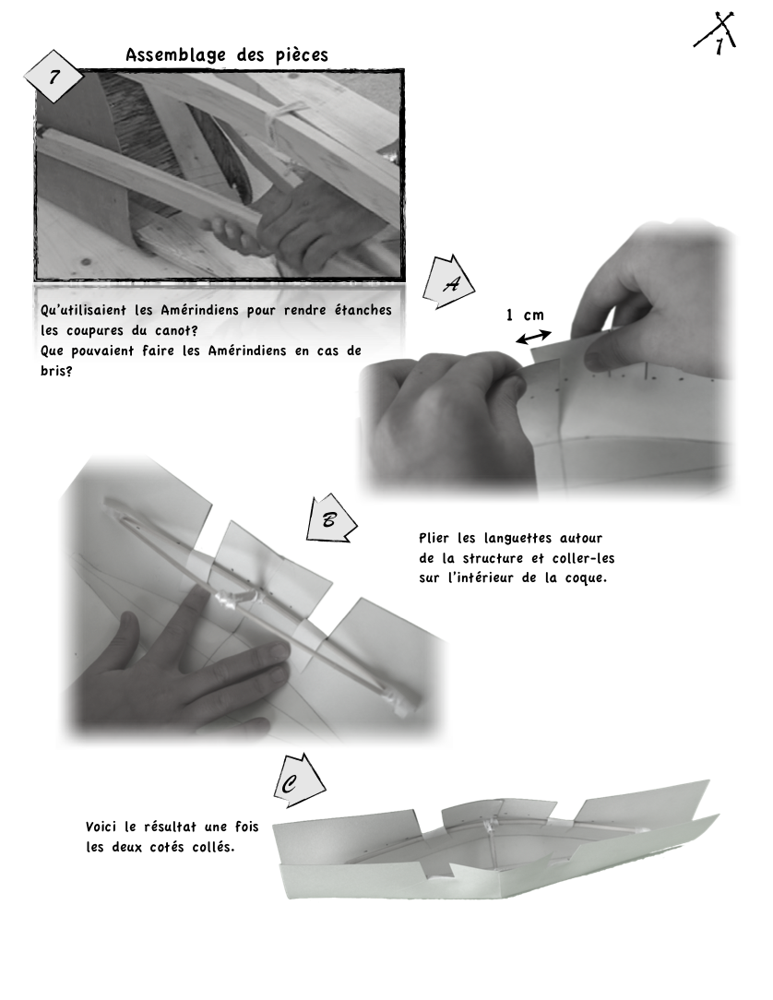 Assemblage des pièces
1
7
Qu'utilisaient les Amérindiens pour rendre étanches
les coupures du canot?
Que pouvaient faire les Amérindiens en cas de
bris?
A
1 cm
B
Plier les languettes autour
de la structure et coller-les
sur l'intérieur de la coque.
C
Voici le résultat une fois
les deux cotés collés.